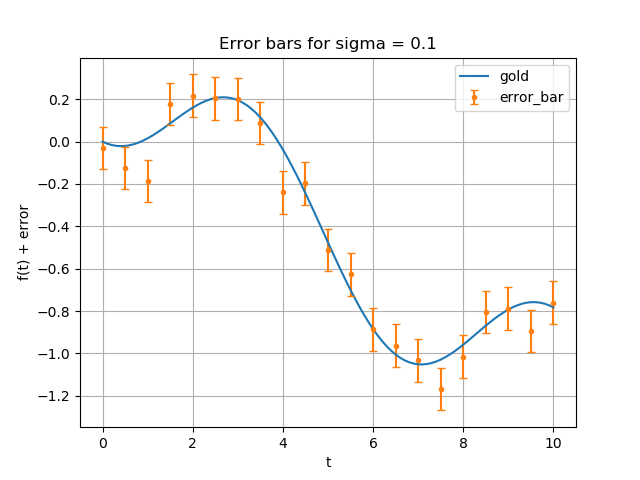 Error bars for sigma = 0.1
gold
error_bar
f(t) + error
0.2
0.0
−0.2
−0.4
−0.6
−0.8
−1.0
−1.2
0 2 4 6 8 10
t